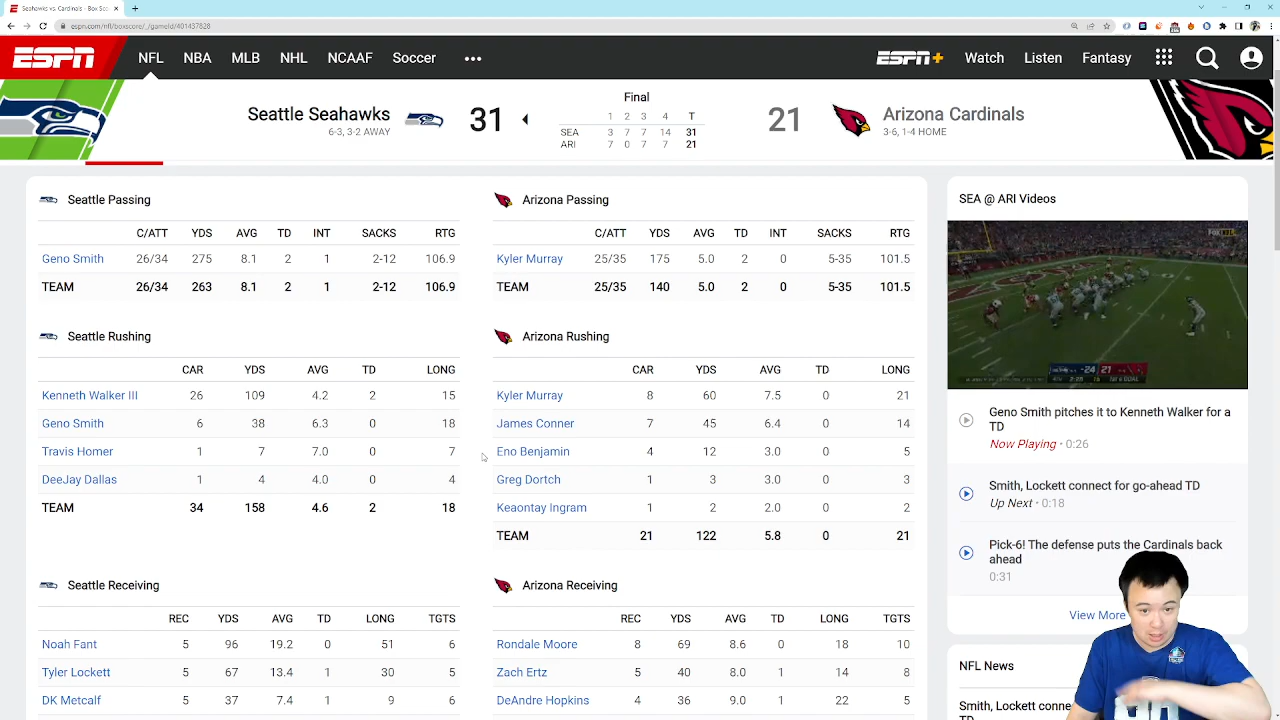 Seahawks vs. Cardinals - Box Sco
espn.com/nfl/boxscore/_/gameId/401437828
ESPN NFL NBA MLB NHL NCAAF Soccer ESPN+ Watch Listen Fantasy
Seattle Seahawks 31 Final 21 Arizona Cardinals
6-3, 3-2 AWAY 3-6, 1-4 HOME
1 2 3 4 T
SEA 3 7 7 14 31
ARI 7 0 7 7 21
Seattle Passing
C/ATT YDS AVG TD INT SACKS RTG
Geno Smith 26/34 275 8.1 2 1 2-12 106.9
TEAM 26/34 263 8.1 2 1 2-12 106.9
Arizona Passing
C/ATT YDS AVG TD INT SACKS RTG
Kyler Murray 25/35 175 5.0 2 0 5-35 101.5
TEAM 25/35 140 5.0 2 0 5-35 101.5
Seattle Rushing
CAR YDS AVG TD LONG
Kenneth Walker III 26 109 4.2 2 15
Geno Smith 6 38 6.3 0 18
Travis Homer 1 7 7.0 0 7
DeeJay Dallas 1 4 4.0 0 4
TEAM 34 158 4.6 2 18
Arizona Rushing
CAR YDS AVG TD LONG
Kyler Murray 8 60 7.5 0 21
James Conner 7 45 6.4 0 14
Eno Benjamin 4 12 3.0 0 5
Greg Dortch 1 3 3.0 0 3
Keaontay Ingram 1 2 2.0 0 2
TEAM 21 122 5.8 0 21
Seattle Receiving
REC YDS AVG TD LONG TGTS
Noah Fant 5 96 19.2 0 51 6
Tyler Lockett 5 67 13.4 1 30 5
DK Metcalf 5 37 7.4 1 9 6
Arizona Receiving
REC YDS AVG TD LONG TGTS
Rondale Moore 8 69 8.6 0 18 10
Zach Ertz 5 40 8.0 1 14 8
DeAndre Hopkins 4 36 9.0 1 22 5
SEA @ ARI Videos
24 21
Geno Smith pitches it to Kenneth Walker for a
TD
Now Playing • 0:26
Smith, Lockett connect for go-ahead TD
Up Next • 0:18
Pick-6! The defense puts the Cardinals back
ahead
0:31
View More
NFL News
Smith, Lockett conne
TD